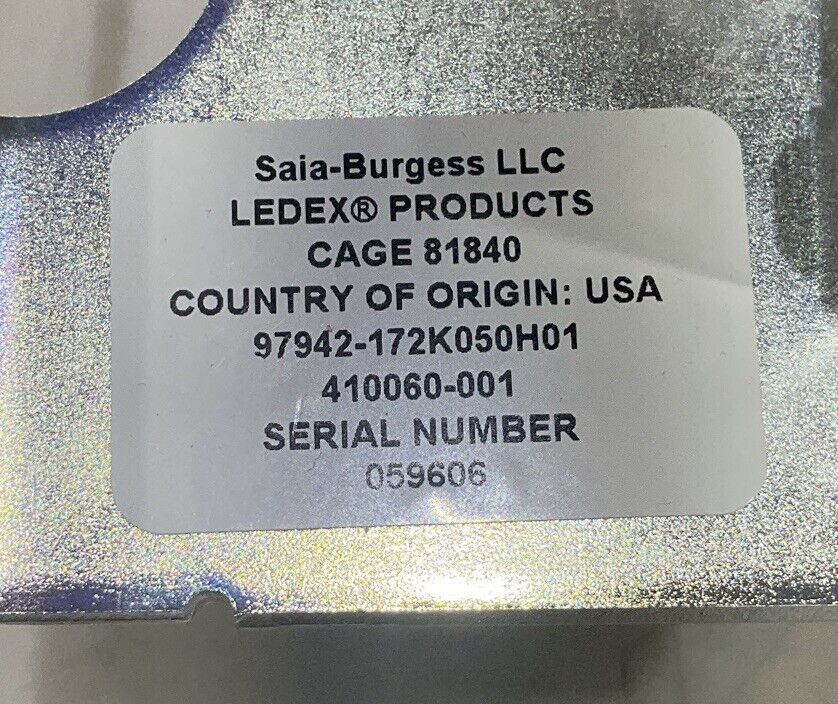 Saia-Burgess LLC
LEDEX® PRODUCTS
CAGE 81840
COUNTRY OF ORIGIN: USA
97942-172K050H01
410060-001
SERIAL NUMBER
059606